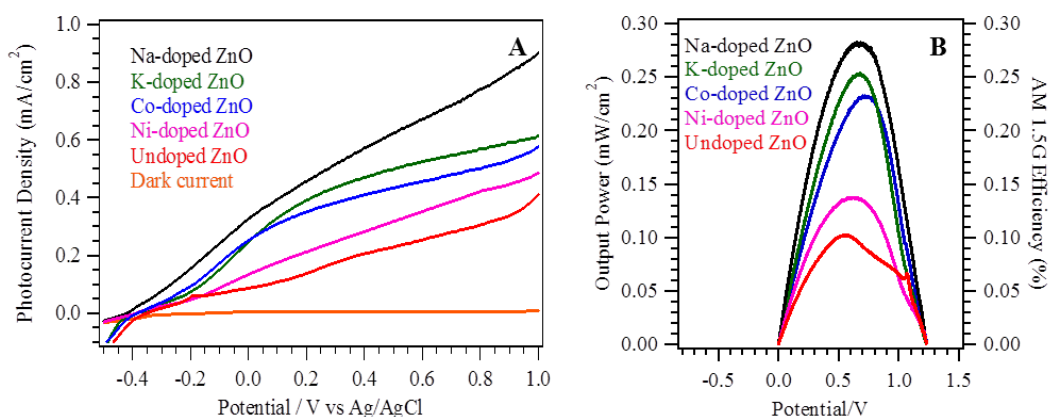 A
Na-doped ZnO
K-doped ZnO
Co-doped ZnO
Ni-doped ZnO
Undoped ZnO
Dark current
Photocurrent Density (mA/cm²)
1.0
0.8
0.6
0.4
0.2
0.0
-0.4 -0.2 0.0 0.2 0.4 0.6 0.8 1.0
Potential / V vs Ag/AgCl
B
Na-doped ZnO
K-doped ZnO
Co-doped ZnO
Ni-doped ZnO
Undoped ZnO
Output Power (mW/cm²)
0.30
0.25
0.20
0.15
0.10
0.05
0.00
-0.5 0.0 0.5 1.0 1.5
Potential/V
0.30
0.25
0.20
0.15
0.10
0.05
0.00
AM 1.5G Efficiency (%)